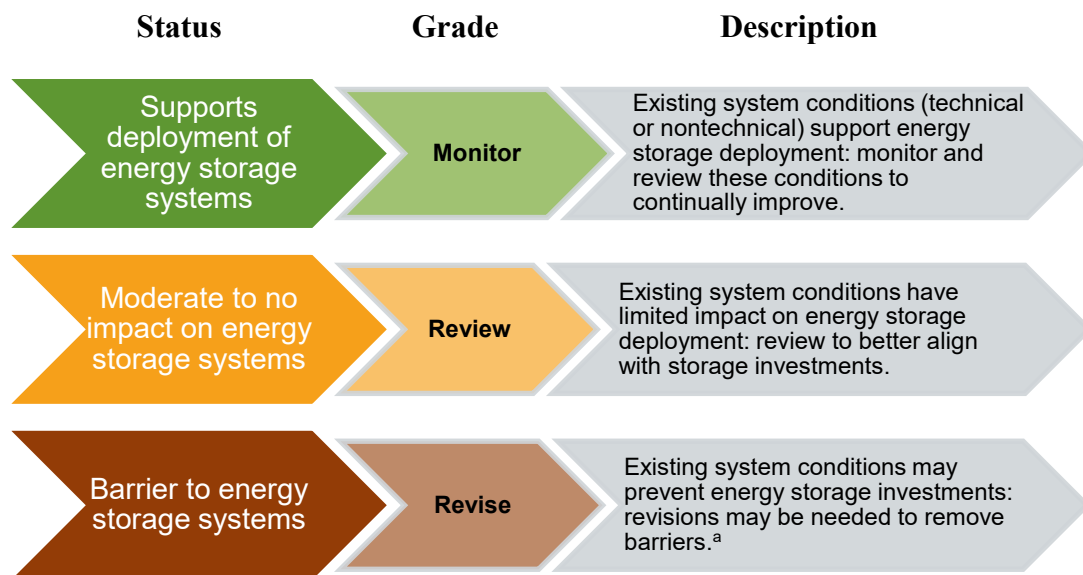 Status Grade Description
Supports
deployment of
energy storage
systems
Monitor
Existing system conditions (technical
or nontechnical) support energy
storage deployment: monitor and
review these conditions to
continually improve.
Moderate to no
impact on energy
storage systems
Review
Existing system conditions have
limited impact on energy storage
deployment: review to better align
with storage investments.
Barrier to energy
storage systems
Revise
Existing system conditions may
prevent energy storage investments:
revisions may be needed to remove
barriers.ᵃ